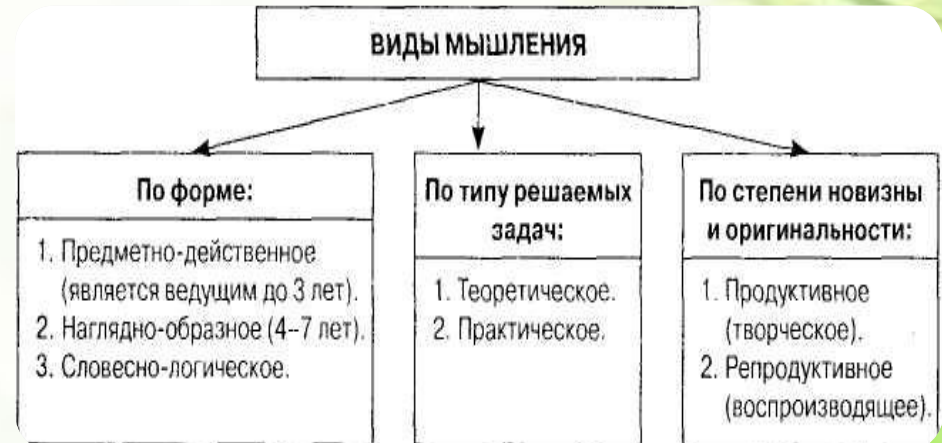 ВИДЫ МЫШЛЕНИЯ
По форме:
1. Предметно-действенное
(является ведущим до 3 лет).
2. Наглядно-образное (4–7 лет).
3. Словесно-логическое.
По типу решаемых
задач:
1. Теоретическое.
2. Практическое.
По степени новизны
и оригинальности:
1. Продуктивное
(творческое).
2. Репродуктивное
(воспроизводящее).